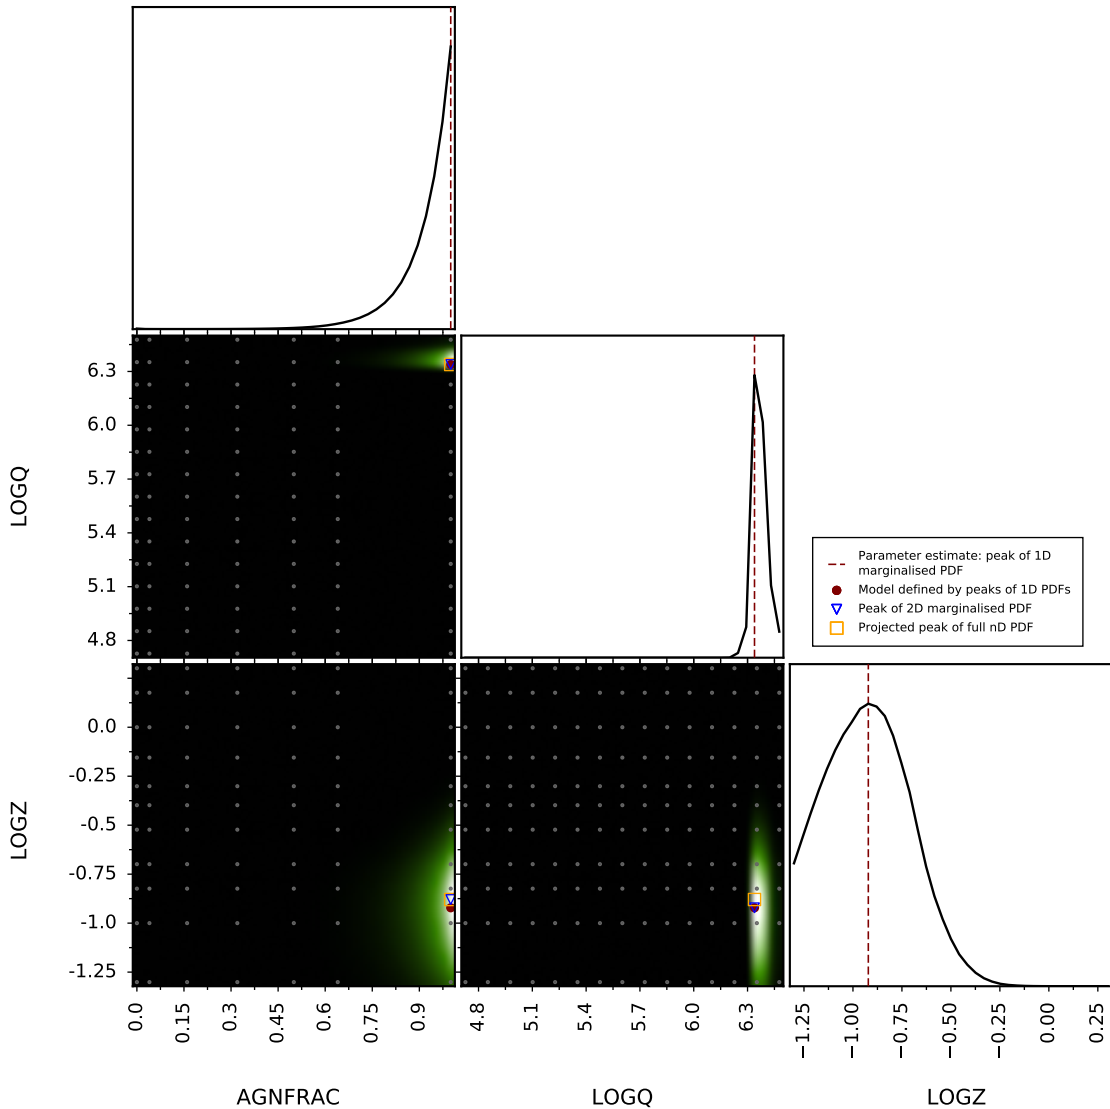 6.3
6.0
5.7
5.4
5.1
4.8
LOGQ
Parameter estimate: peak of 1D
marginalised PDF
Model defined by peaks of 1D PDFs
Peak of 2D marginalised PDF
Projected peak of full nD PDF
0.0
-0.25
-0.5
-0.75
-1.0
-1.25
LOGZ
0.0 0.15 0.3 0.45 0.6 0.75 0.9
4.8 5.1 5.4 5.7 6.0 6.3
−1.25 −1.00 −0.75 −0.50 −0.25 0.00 0.25
AGNFRAC LOGQ LOGZ